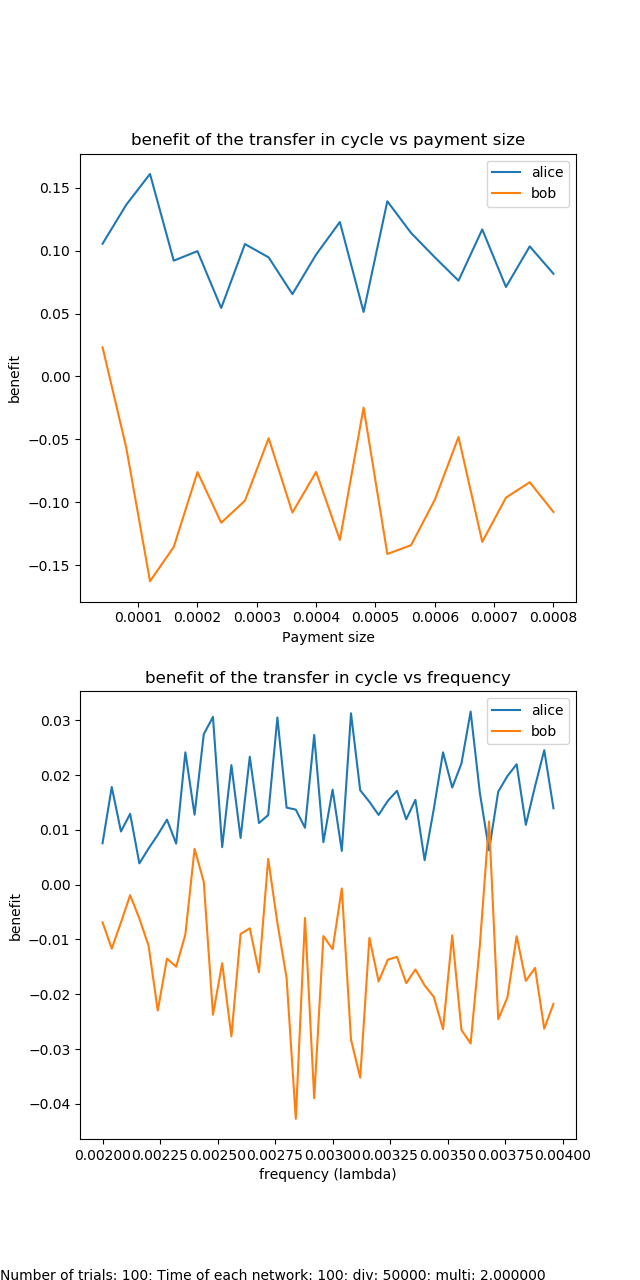 benefit of the transfer in cycle vs payment size
alice
bob
0.15
0.10
0.05
0.00
−0.05
−0.10
−0.15
benefit
0.0001 0.0002 0.0003 0.0004 0.0005 0.0006 0.0007 0.0008
Payment size
benefit of the transfer in cycle vs frequency
alice
bob
0.03
0.02
0.01
0.00
−0.01
−0.02
−0.03
−0.04
benefit
0.00200 0.00225 0.00250 0.00275 0.00300 0.00325 0.00350 0.00375 0.00400
frequency (lambda)
Number of trials: 100: Time of each network: 100: div: 50000: multi: 2.000000